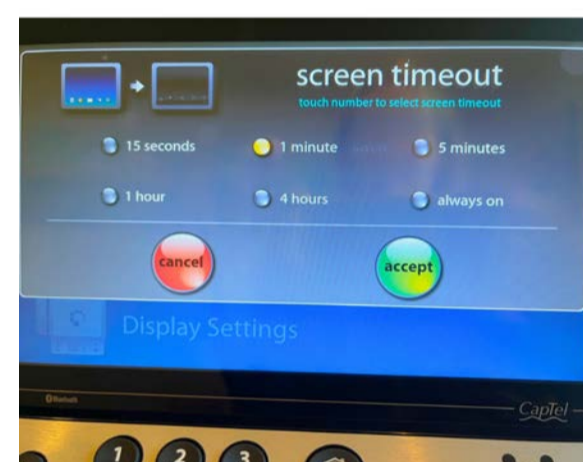 screen timeout
touch number to select screen timeout
15 seconds
1 minute
5 minutes
1 hour
4 hours
always on
cancel
accept
Display Settings
Bluetooth
CapTel
1
2
3